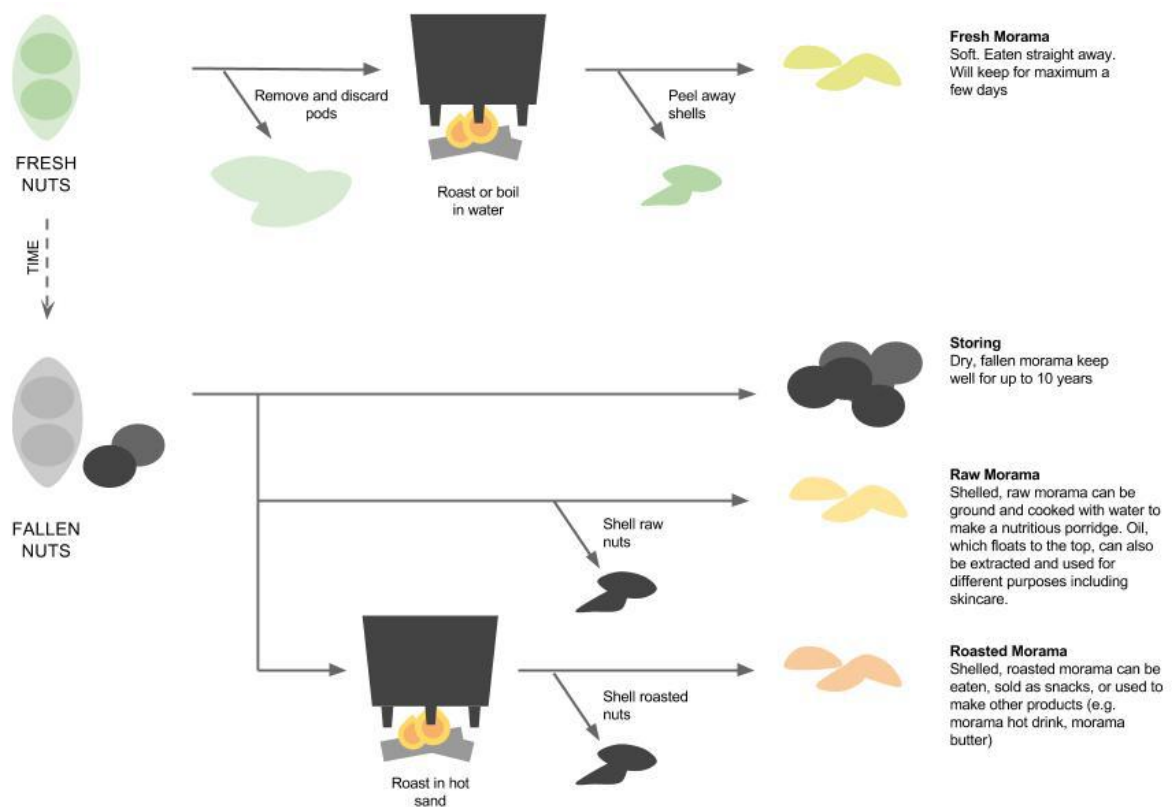 FRESH
NUTS
Remove and discard
pods
Roast or boil
in water
Peel away
shells
Fresh Morama
Soft. Eaten straight away.
Will keep for maximum a
few days
TIME
FALLEN
NUTS
Storing
Dry, fallen morama keep
well for up to 10 years
Shell raw
nuts
Raw Morama
Shelled, raw morama can be
ground and cooked with water to
make a nutritious porridge. Oil,
which floats to the top, can also
be extracted and used for
different purposes including
skincare.
Roast in hot
sand
Shell roasted
nuts
Roasted Morama
Shelled, roasted morama can be
eaten, sold as snacks, or used to
make other products (e.g.
morama hot drink, morama
butter)